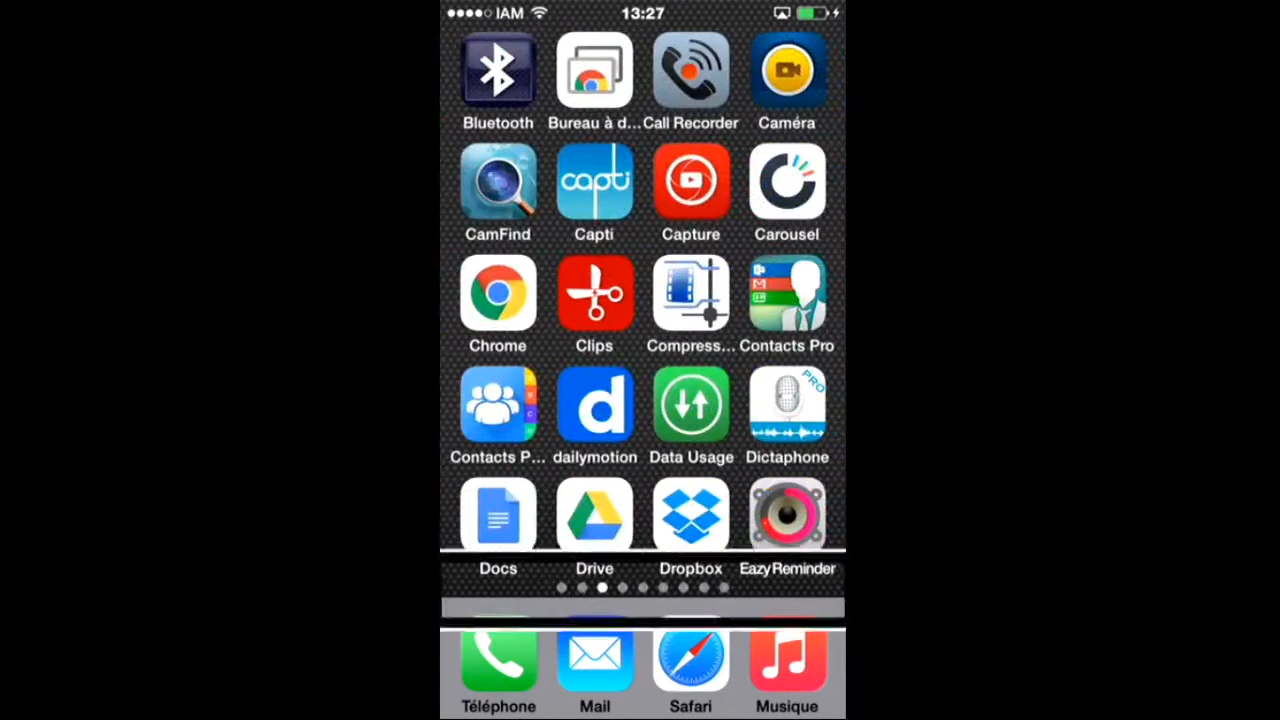 IAM 13:27
Bluetooth Bureau à d... Call Recorder Caméra
capti
CamFind Capti Capture Carousel
Chrome Clips Compress... Contacts Pro
PRO
Contacts P... dailymotion Data Usage Dictaphone
Docs Drive Dropbox EazyReminder
Téléphone Mail Safari Musique